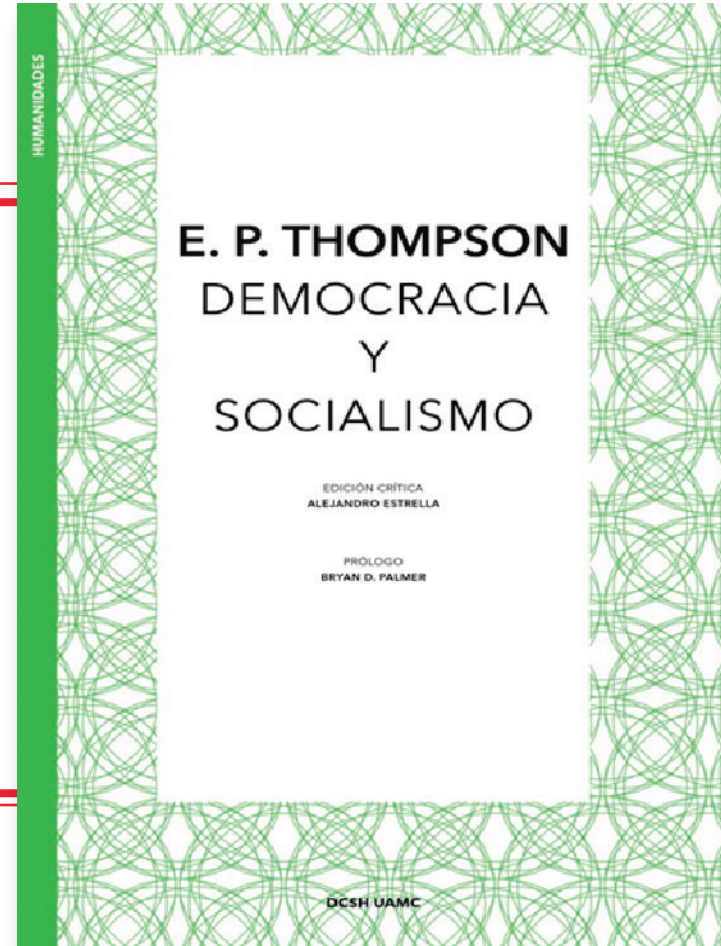 HUMANIDADES
E. P. THOMPSON
DEMOCRACIA
Y
SOCIALISMO
EDICIÓN CRÍTICA
ALEJANDRO ESTRELLA
PRÓLOGO
BRYAN D. PALMER
DCSH UAMC